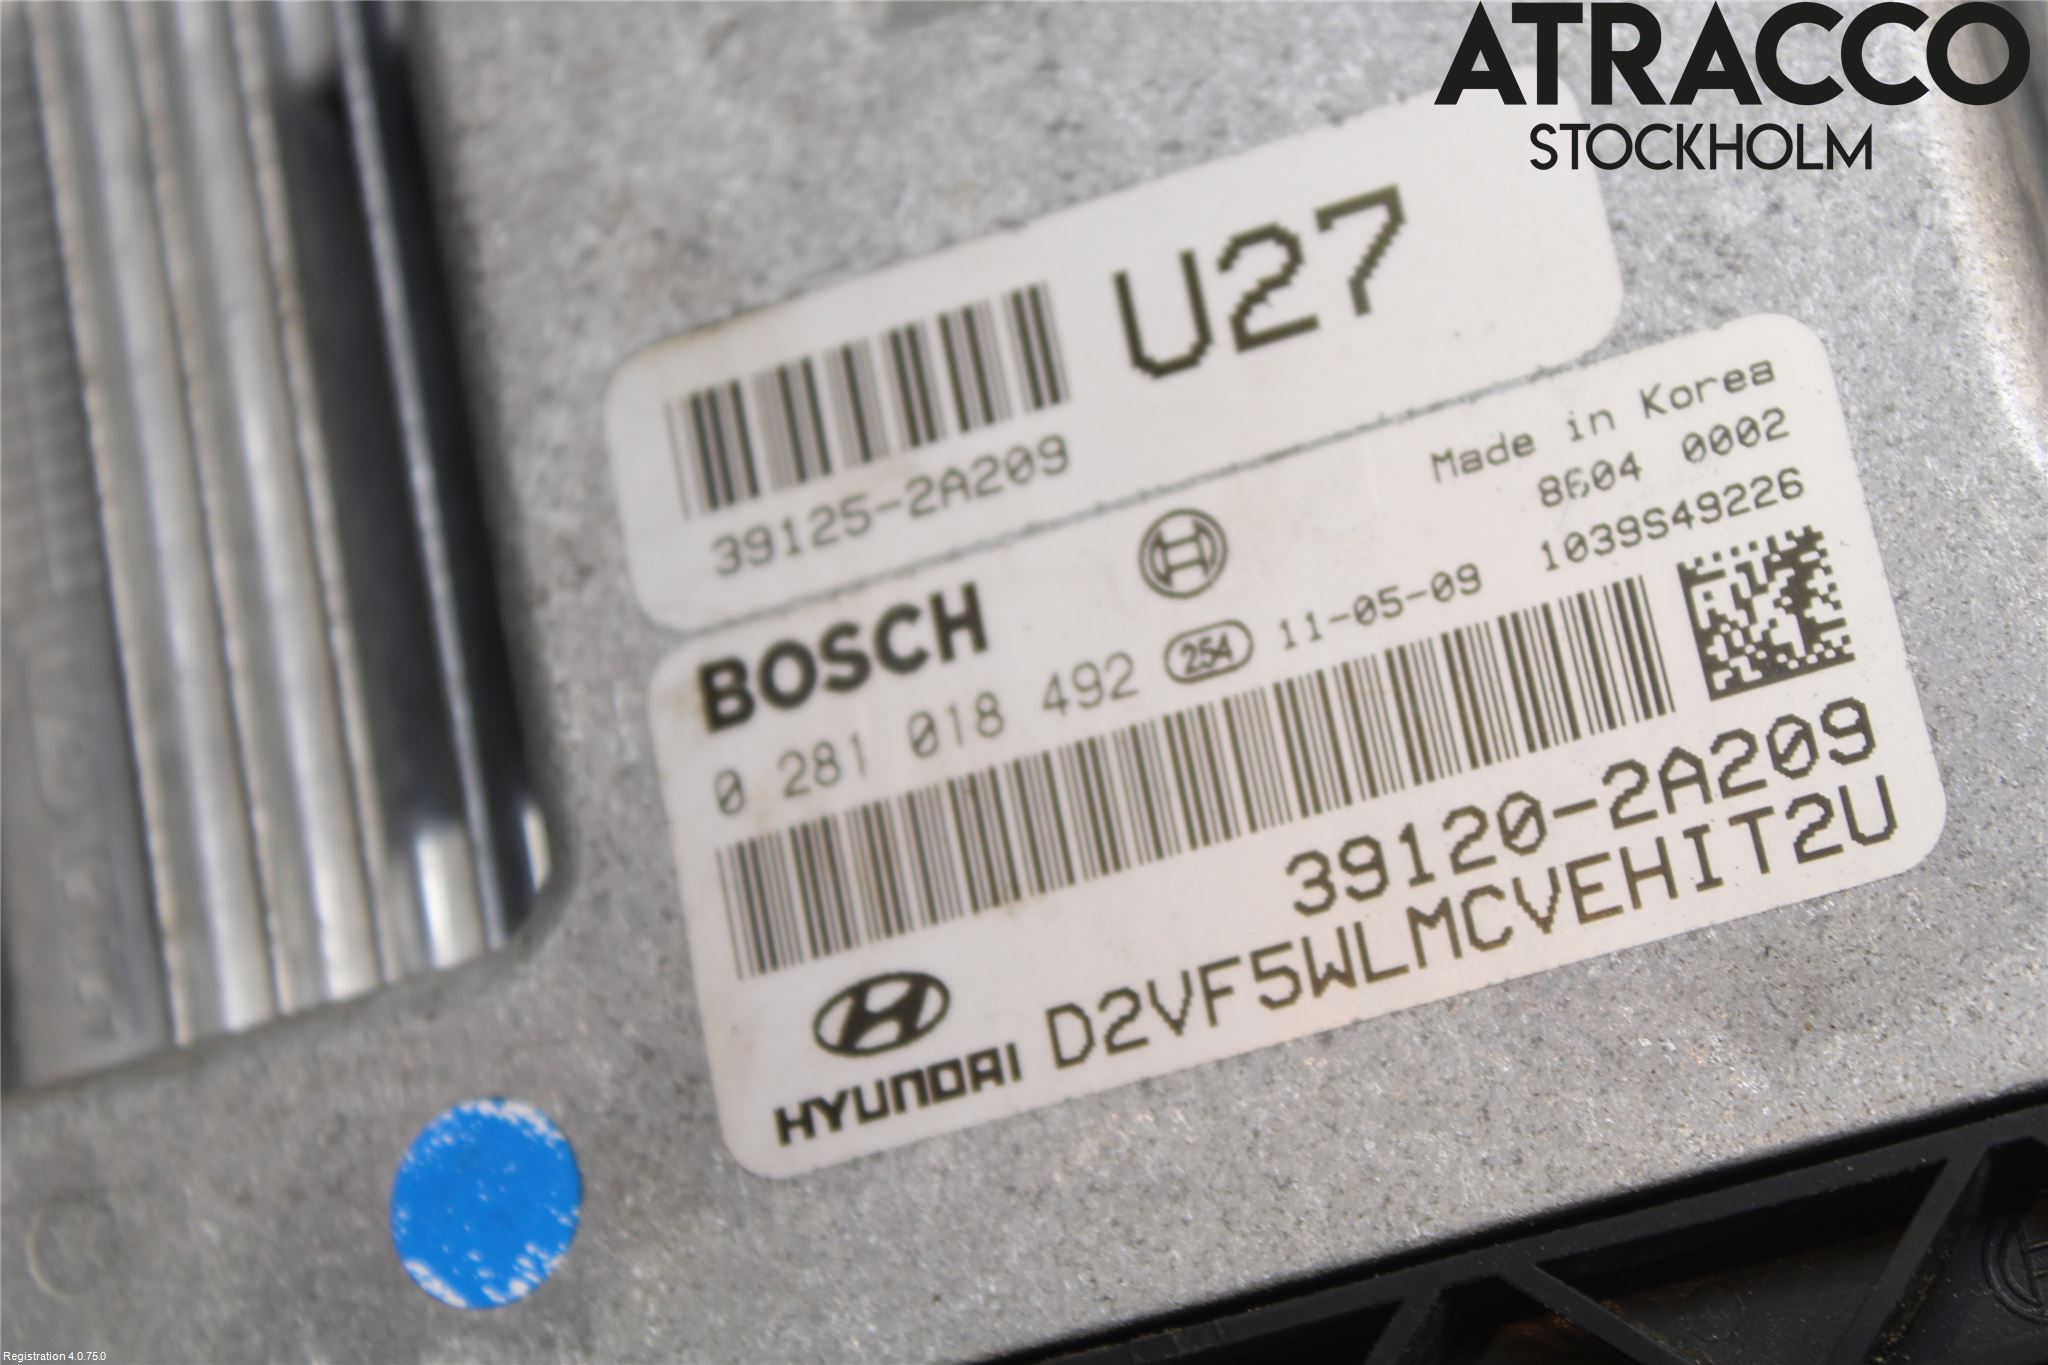 ATRACCO
STOCKHOLM
U27
39125-2A209
Made in Korea
8604 0002
1039S49226
BOSCH
0 281 018 492 254 11-05-09
39120-2A209
HYUNDAI D2VF5WLMCVEHIT2U
Registration 4.0.75.0